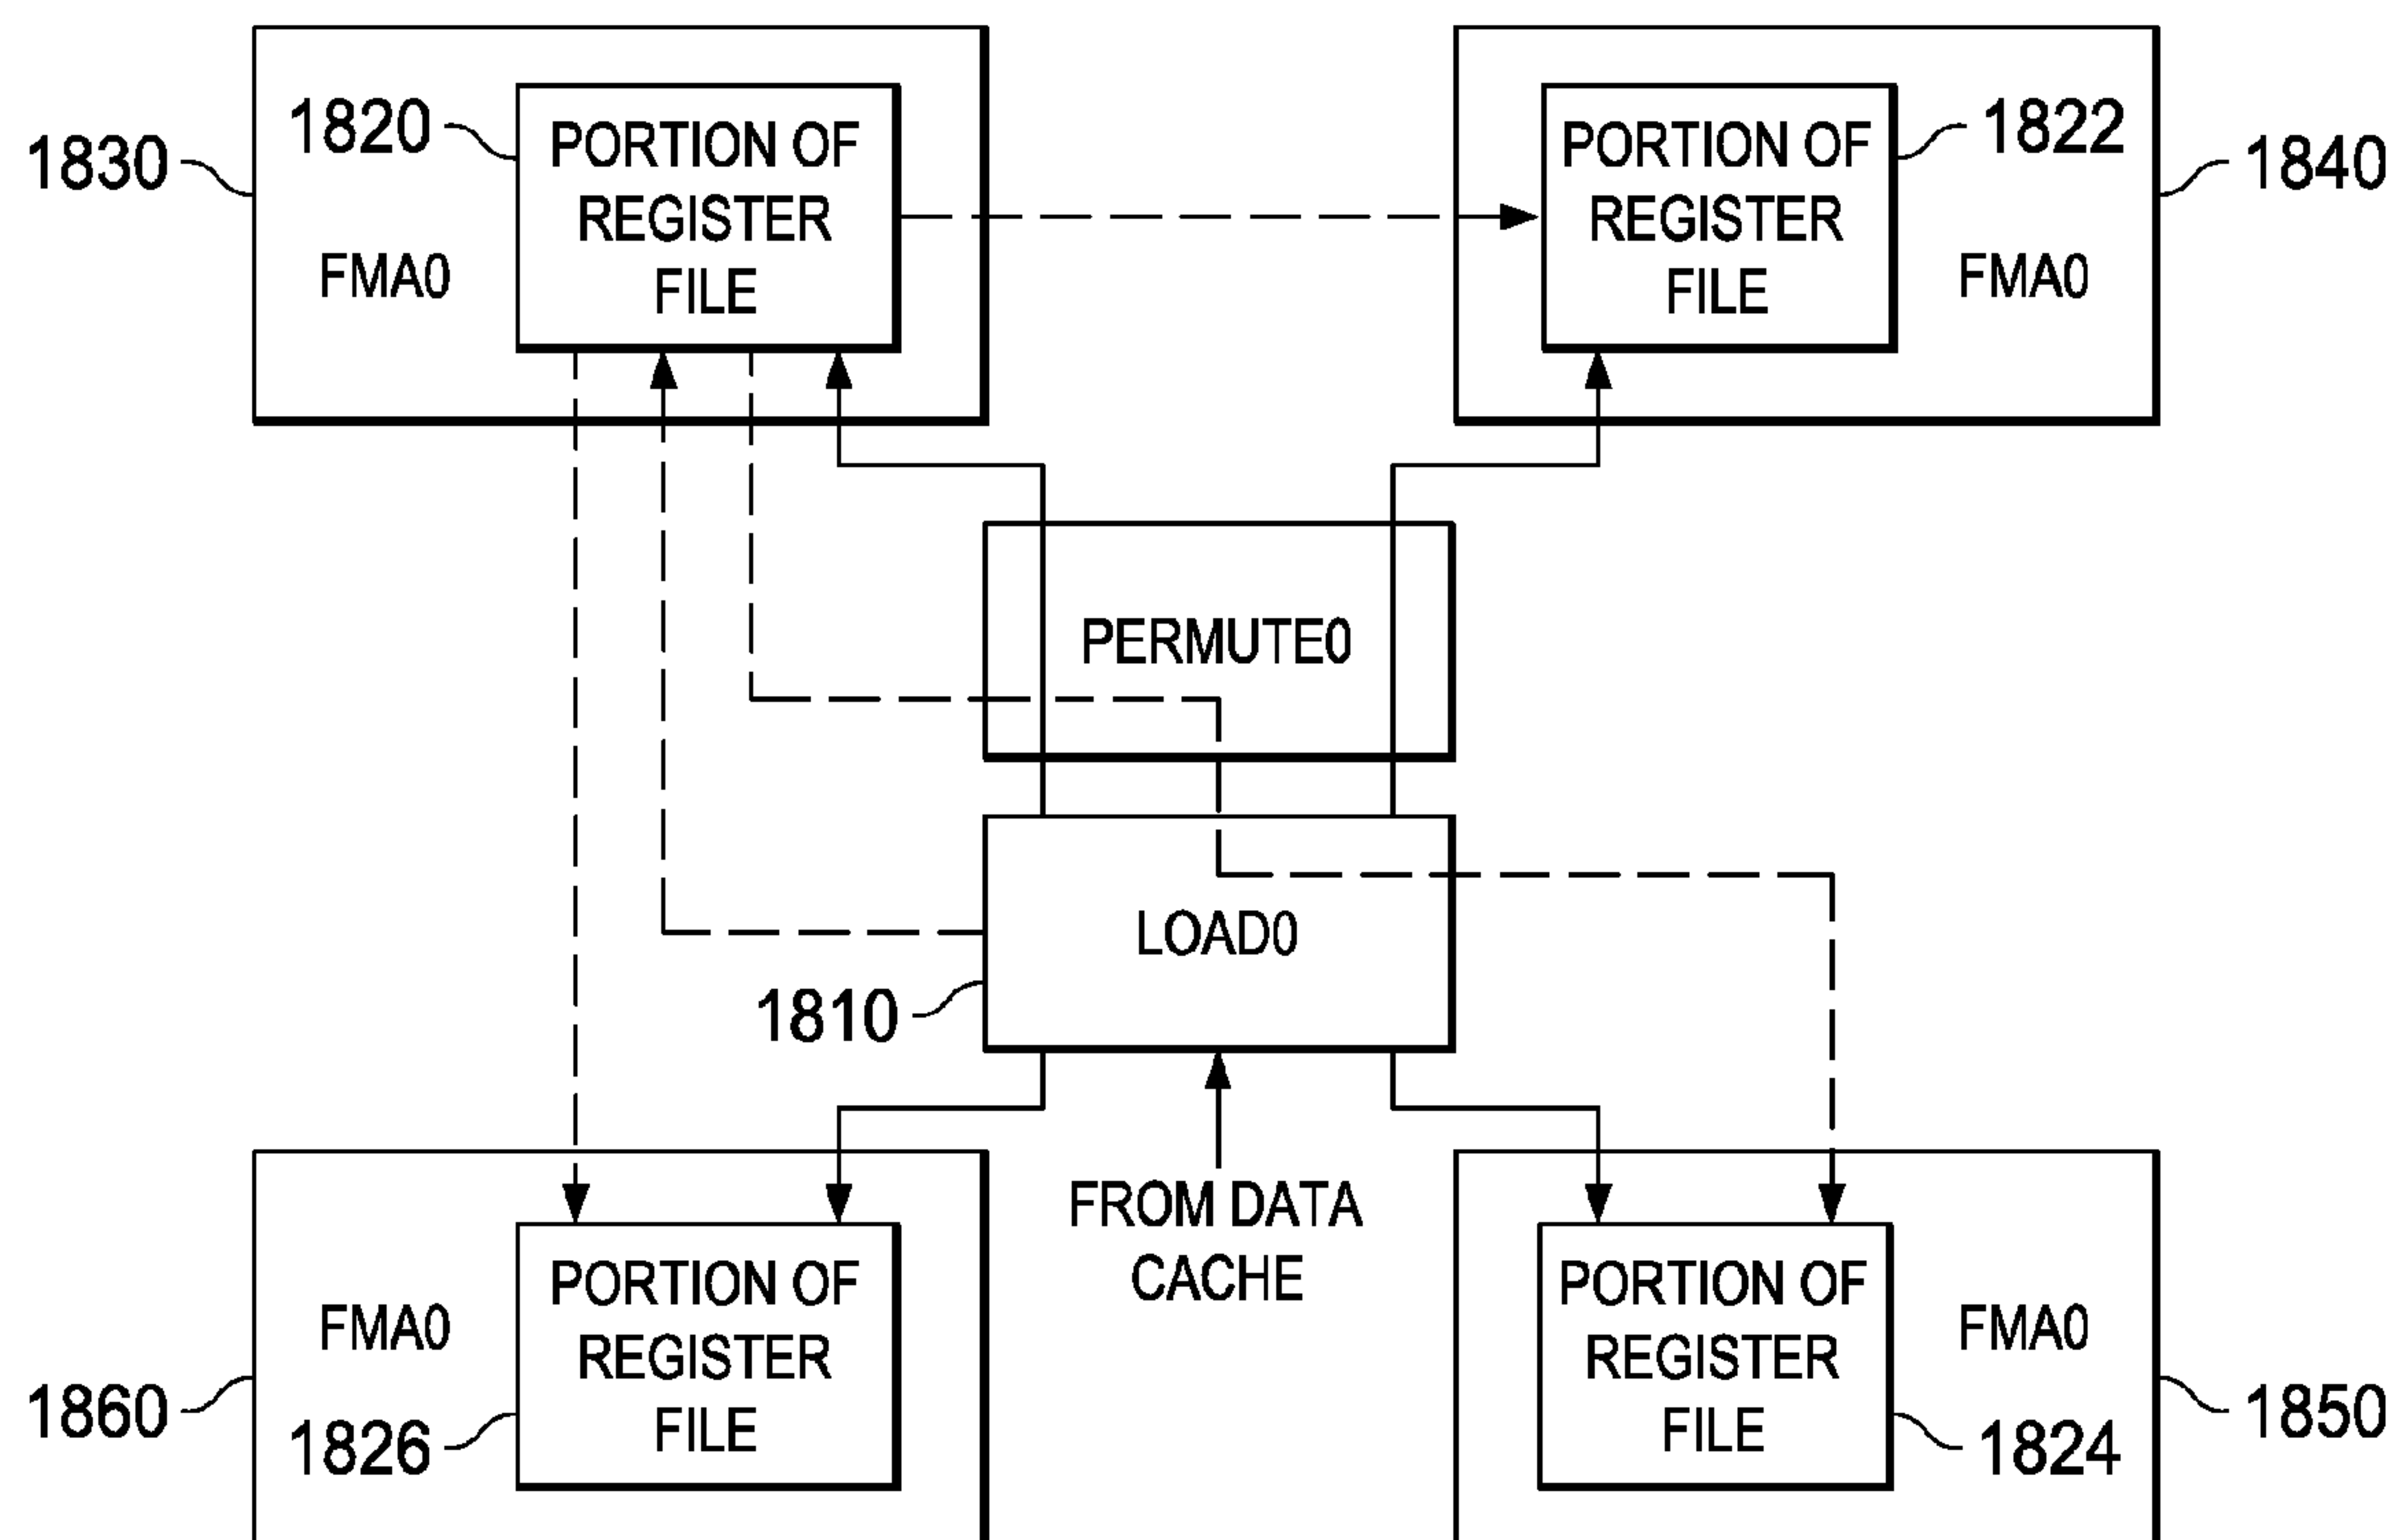 1830
1820
PORTION OF
REGISTER
FILE
FMA0
PORTION OF
REGISTER
FILE
1822
1840
FMA0
PERMUTE0
LOAD0
1810
FROM DATA
CACHE
FMA0
1860
1826
PORTION OF
REGISTER
FILE
PORTION OF
REGISTER
FILE
FMA0
1850
1824